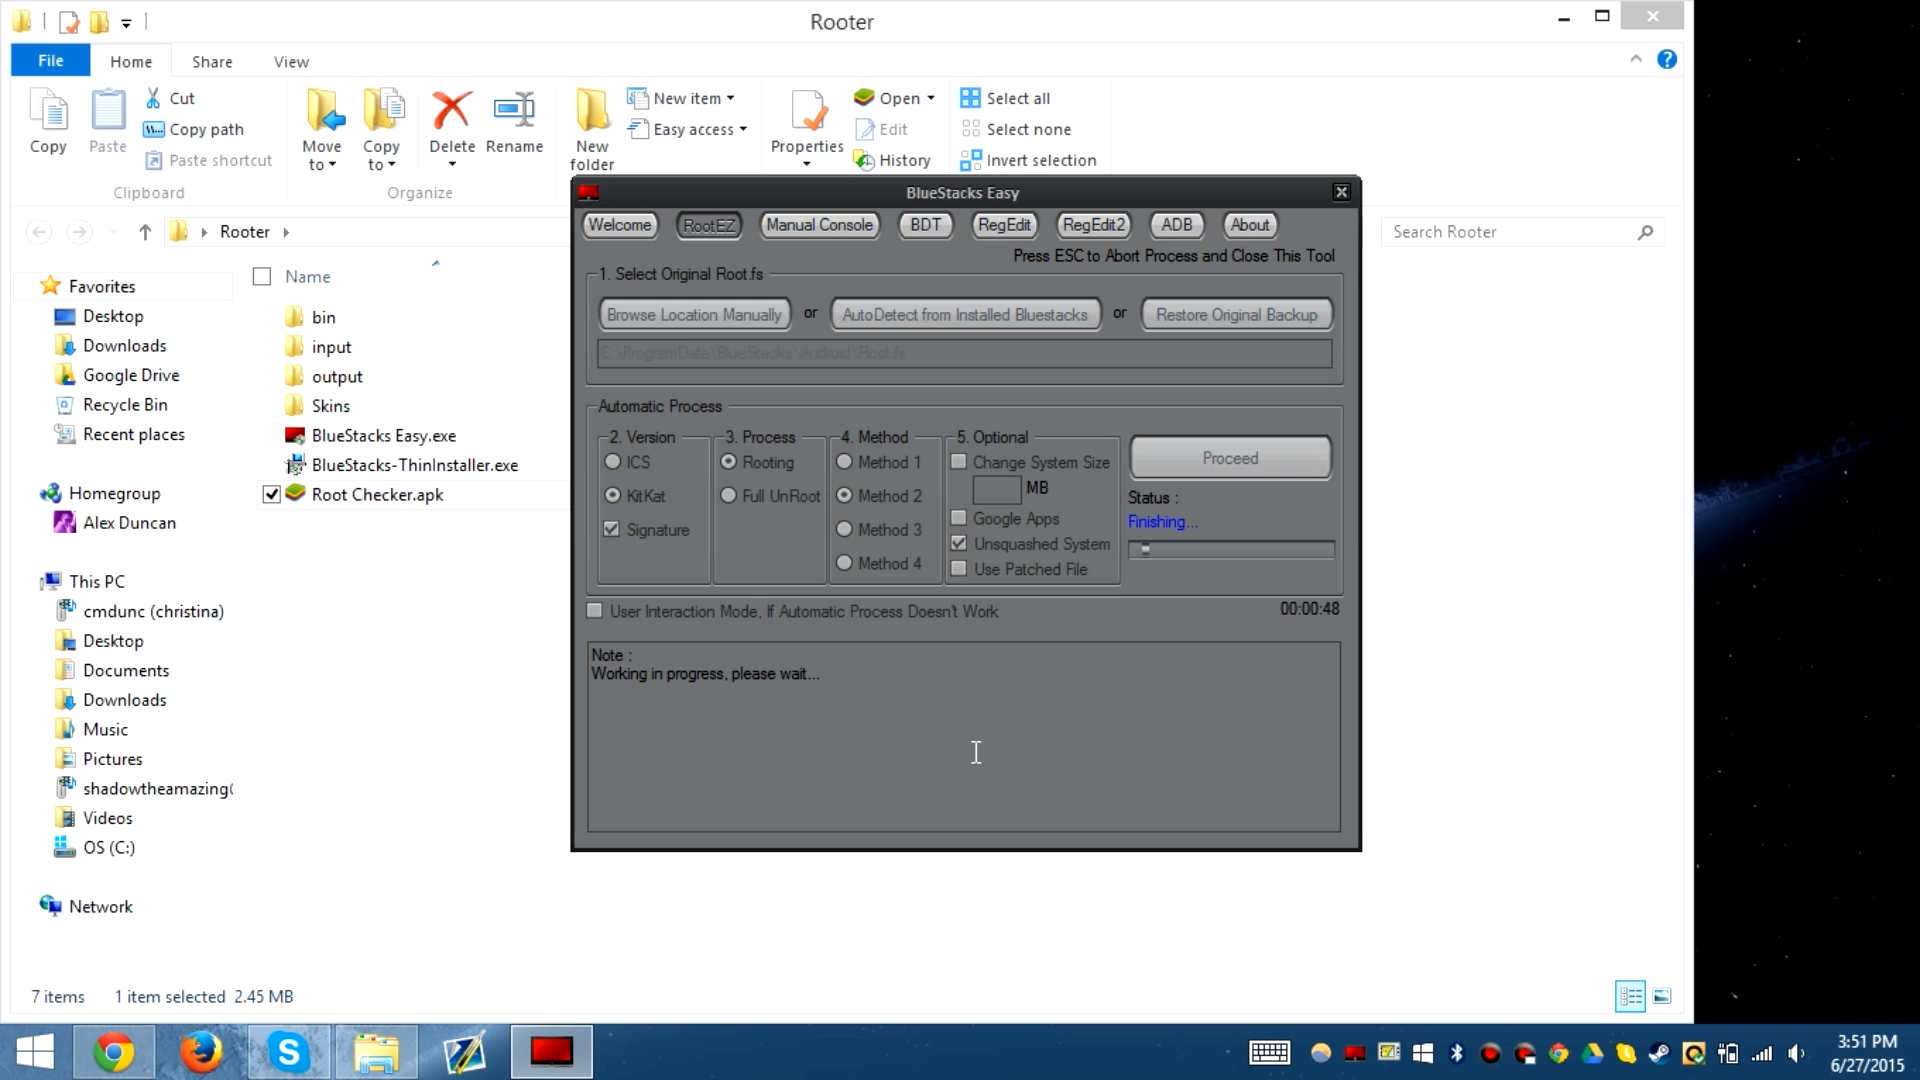 Rooter
File Home Share View
Copy
Paste
Cut
Copy path
Paste shortcut
Clipboard
Move to
Copy to
Delete
Rename
Organize
New folder
New item
Easy access
Properties
Open
Edit
History
Select all
Select none
Invert selection
Rooter
Search Rooter
Favorites
Desktop
Downloads
Google Drive
Recycle Bin
Recent places
Homegroup
Alex Duncan
This PC
cmdunc (christina)
Desktop
Documents
Downloads
Music
Pictures
shadowtheamazing(
Videos
OS (C:)
Network
Name
bin
input
output
Skins
BlueStacks Easy.exe
BlueStacks-ThinInstaller.exe
Root Checker.apk
BlueStacks Easy
Welcome RootEZ Manual Console BDT RegEdit RegEdit2 ADB About
Press ESC to Abort Process and Close This Tool
1. Select Original Root.fs
Browse Location Manually or AutoDetect from Installed Bluestacks or Restore Original Backup
C:\ProgramData\BlueStacks\Android\Root.fs
Automatic Process
2. Version
ICS
KitKat
Signature
3. Process
Rooting
Full UnRoot
4. Method
Method 1
Method 2
Method 3
Method 4
5. Optional
Change System Size
MB
Google Apps
Unsquashed System
Use Patched File
Proceed
Status :
Finishing...
User Interaction Mode, If Automatic Process Doesn't Work
00:00:48
Note :
Working in progress, please wait...
7 items 1 item selected 2.45 MB
3:51 PM
6/27/2015